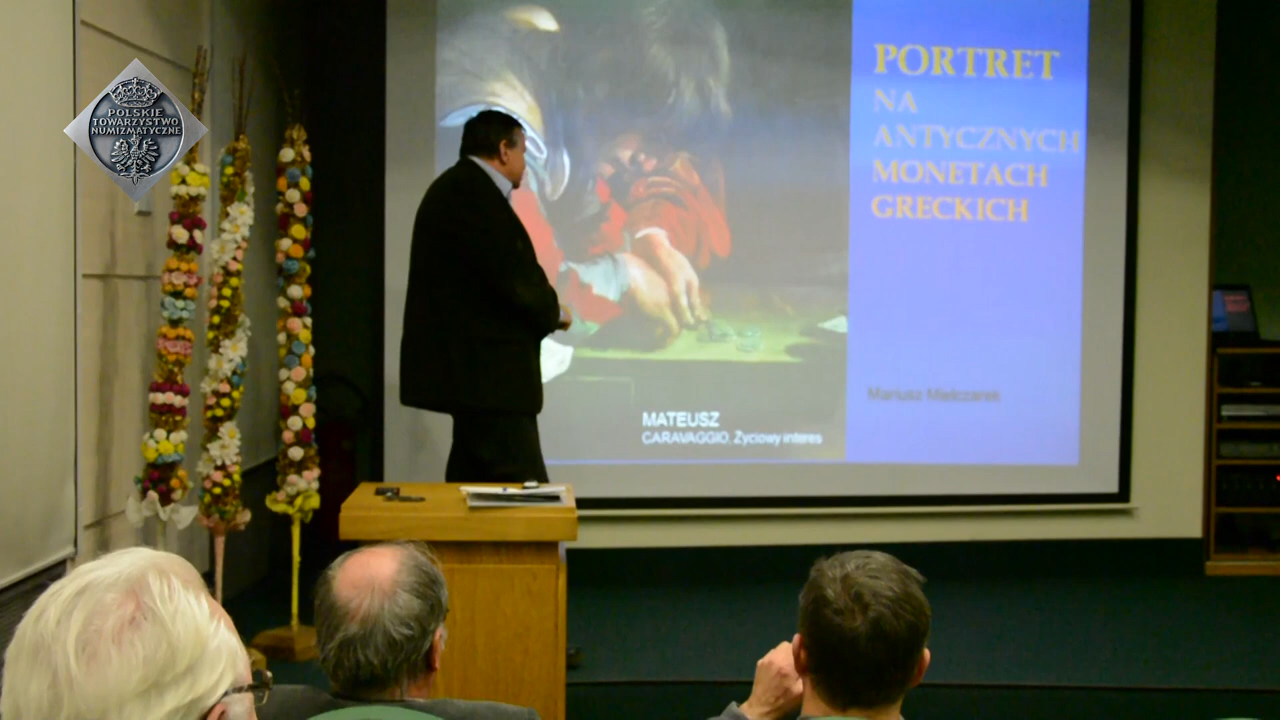 POLSKIE
TOWARZYSTWO
NUMIZMATYCZNE
PORTRET
NA
ANTYCZNYCH
MONETACH
GRECKICH
Mariusz Mielczarek
MATEUSZ
CARAVAGGIO. Życiowy interes